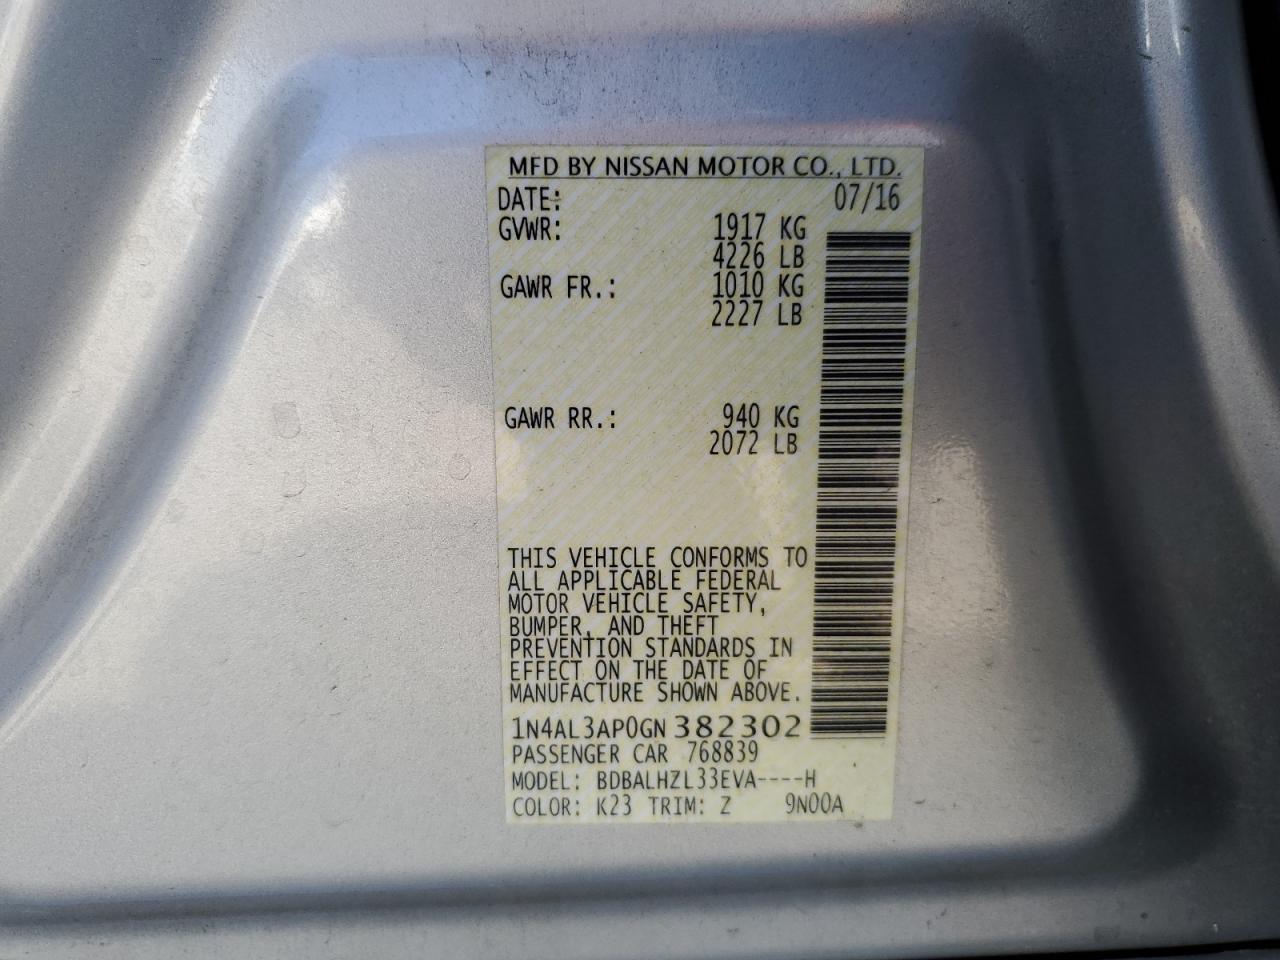 MFD BY NISSAN MOTOR CO., LTD.
DATE: 07/16
GVWR: 1917 KG
4226 LB
GAWR FR.: 1010 KG
2227 LB
GAWR RR.: 940 KG
2072 LB
THIS VEHICLE CONFORMS TO
ALL APPLICABLE FEDERAL
MOTOR VEHICLE SAFETY,
BUMPER, AND THEFT
PREVENTION STANDARDS IN
EFFECT ON THE DATE OF
MANUFACTURE SHOWN ABOVE.
1N4AL3AP0GN 382302
PASSENGER CAR 768839
MODEL: BDBALHZL33EVA----H
COLOR: K23 TRIM: Z 9N00A